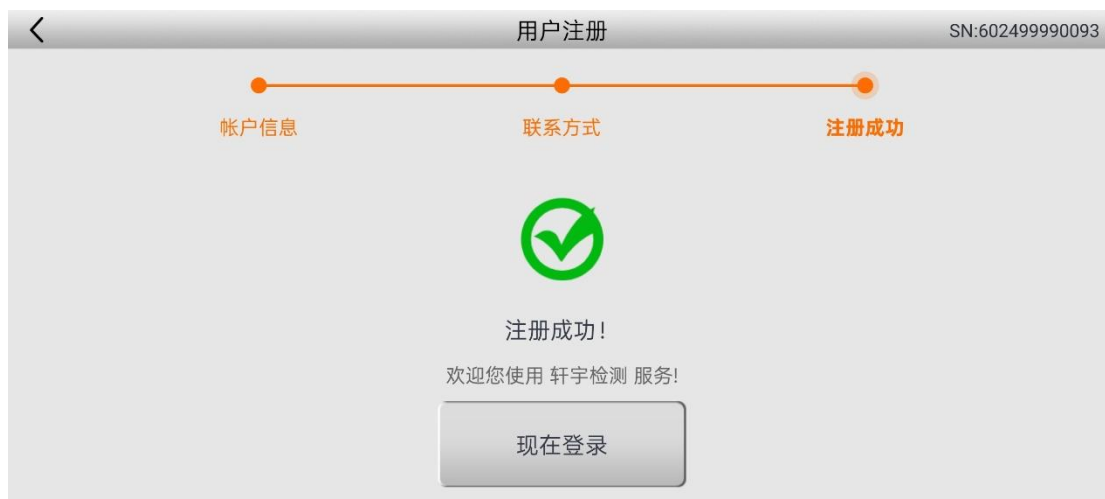 用户注册
SN:602499990093
帐户信息
联系方式
注册成功
注册成功!
欢迎您使用 轩宇检测 服务!
现在登录